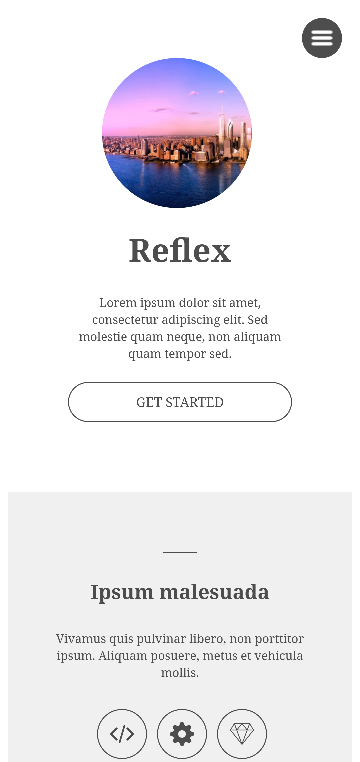 Reflex
Lorem ipsum dolor sit amet,
consectetur adipiscing elit. Sed
molestie quam neque, non aliquam
quam tempor sed.
GET STARTED
Ipsum malesuada
Vivamus quis pulvinar libero, non porttitor
ipsum. Aliquam posuere, metus et vehicula
mollis.